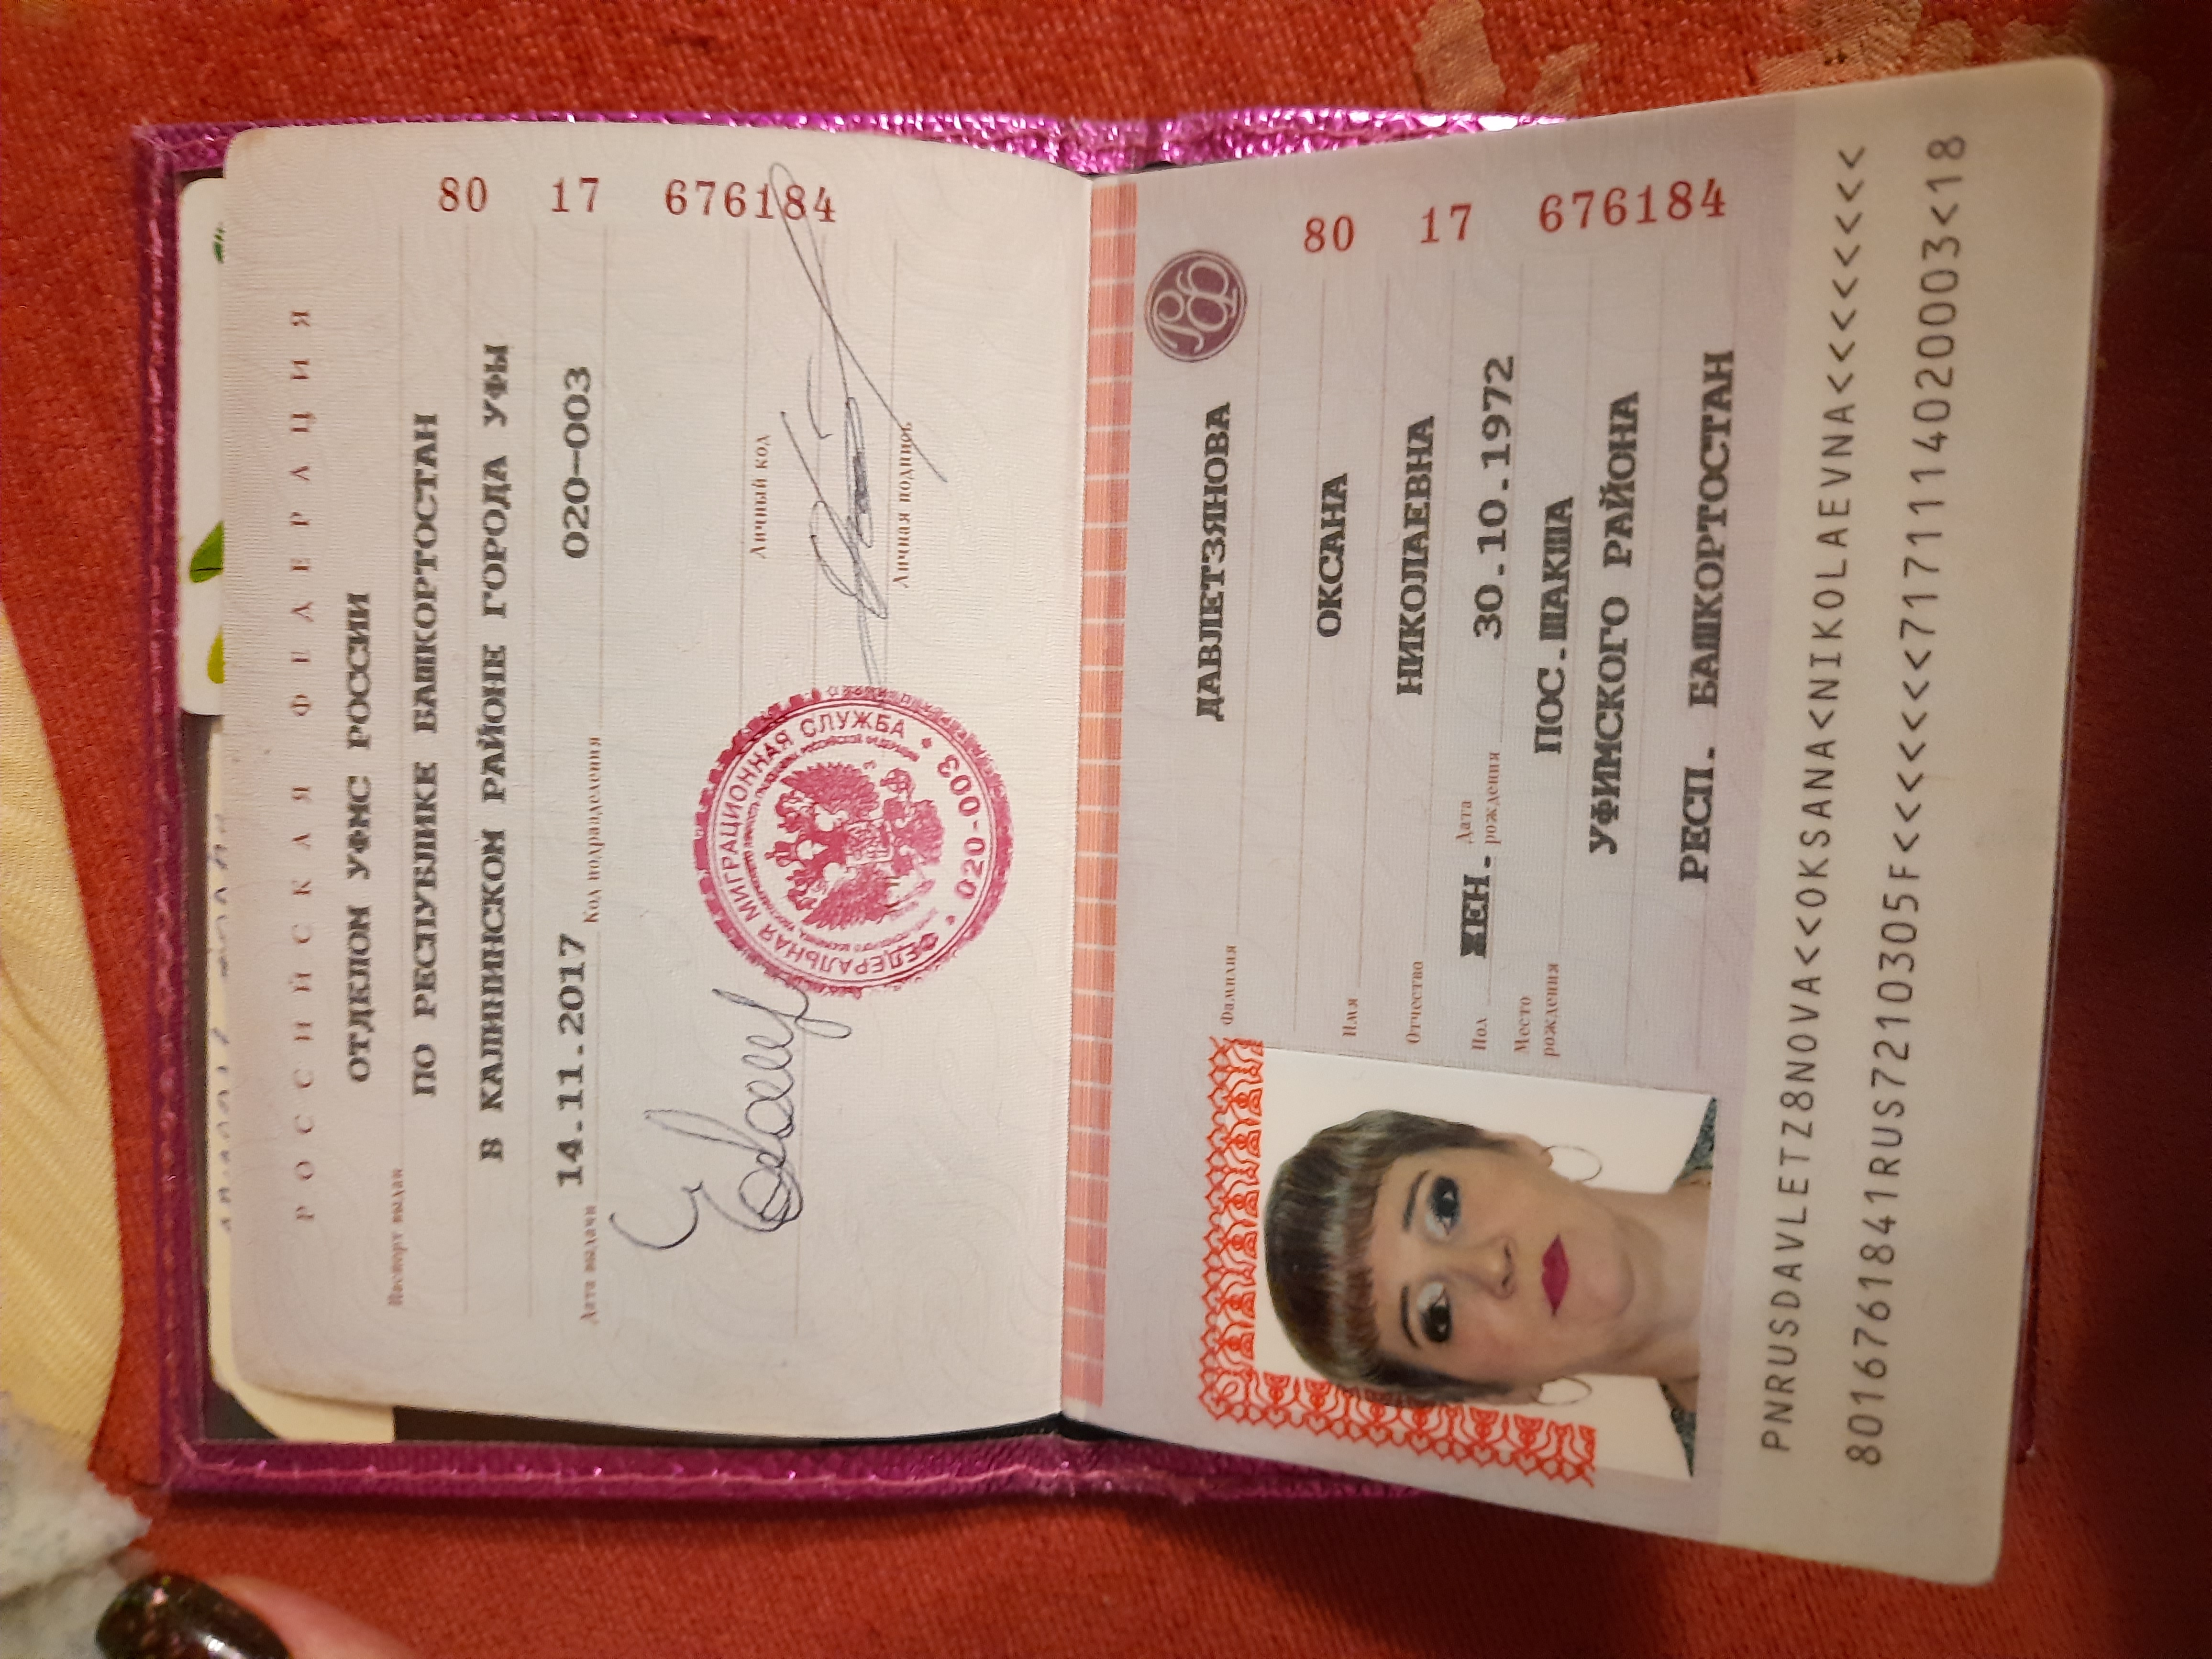 РОССИЙСКАЯ ФЕДЕРАЦИЯ
ОТДЕЛОМ УФМС РОССИИ
Паспорт выдан
ПО РЕСПУБЛИКЕ БАШКОРТОСТАН
В КАЛИНИНСКОМ РАЙОНЕ ГОРОДА УФЫ
Дата выдачи 14.11.2017 Код подразделения 020-003
80 17 676184
Личный код
Личная подпись
ФЕДЕРАЛЬНАЯ МИГРАЦИОННАЯ СЛУЖБА
020-003
РФ
Фамилия ДАВЛЕТЗЯНОВА
Имя ОКСАНА
Отчество НИКОЛАЕВНА
Пол ЖЕН. Дата рождения 30.10.1972
Место рождения ПОС.ШАКША
УФИМСКОГО РАЙОНА
РЕСП. БАШКОРТОСТАН
80 17 676184
PNRUSDAVLETZ8NOVA<<OKSANA<NIKOLAEVNA<<<<<<<<
8016761841RUS7210305F<<<<<<<7171114020003<18